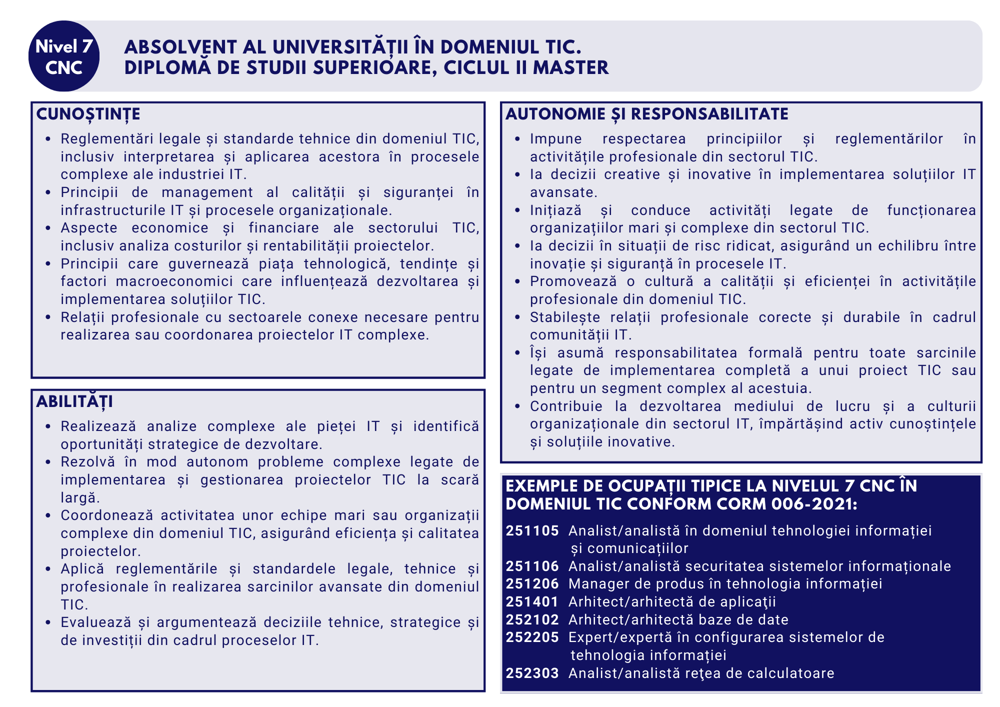 Nivel 7
CNC
ABSOLVENT AL UNIVERSITĂȚII ÎN DOMENIUL TIC.
DIPLOMĂ DE STUDII SUPERIOARE, CICLUL II MASTER
CUNOȘTINȚE
• Reglementări legale și standarde tehnice din domeniul TIC,
inclusiv interpretarea și aplicarea acestora în procesele
complexe ale industriei IT.
• Principii de management al calității și siguranței în
infrastructurile IT și procesele organizaționale.
• Aspecte economice și financiare ale sectorului TIC,
inclusiv analiza costurilor și rentabilității proiectelor.
• Principii care guvernează piața tehnologică, tendințe și
factori macroeconomici care influențează dezvoltarea și
implementarea soluțiilor TIC.
• Relații profesionale cu sectoarele conexe necesare pentru
realizarea sau coordonarea proiectelor IT complexe.
ABILITĂȚI
• Realizează analize complexe ale pieței IT și identifică
oportunități strategice de dezvoltare.
• Rezolvă în mod autonom probleme complexe legate de
implementarea și gestionarea proiectelor TIC la scară
largă.
• Coordonează activitatea unor echipe mari sau organizații
complexe din domeniul TIC, asigurând eficiența și calitatea
proiectelor.
• Aplică reglementările și standardele legale, tehnice și
profesionale în realizarea sarcinilor avansate din domeniul
TIC.
• Evaluează și argumentează deciziile tehnice, strategice și
de investiții din cadrul proceselor IT.
AUTONOMIE ȘI RESPONSABILITATE
• Impune respectarea principiilor și reglementărilor în
activitățile profesionale din sectorul TIC.
• Ia decizii creative și inovative în implementarea soluțiilor IT
avansate.
• Inițiază și conduce activități legate de funcționarea
organizațiilor mari și complexe din sectorul TIC.
• Ia decizii în situații de risc ridicat, asigurând un echilibru între
inovație și siguranță în procesele IT.
• Promovează o cultură a calității și eficienței în activitățile
profesionale din domeniul TIC.
• Stabilește relații profesionale corecte și durabile în cadrul
comunității IT.
• Își asumă responsabilitatea formală pentru toate sarcinile
legate de implementarea completă a unui proiect TIC sau
pentru un segment complex al acestuia.
• Contribuie la dezvoltarea mediului de lucru și a culturii
organizaționale din sectorul IT, împărtășind activ cunoștințele
și soluțiile inovative.
EXEMPLE DE OCUPAȚII TIPICE LA NIVELUL 7 CNC ÎN
DOMENIUL TIC CONFORM CORM 006-2021:
251105 Analist/analistă în domeniul tehnologiei informației
și comunicațiilor
251106 Analist/analistă securitatea sistemelor informaționale
251206 Manager de produs în tehnologia informației
251401 Arhitect/arhitectă de aplicaţii
252102 Arhitect/arhitectă baze de date
252205 Expert/expertă în configurarea sistemelor de
tehnologia informației
252303 Analist/analistă reţea de calculatoare